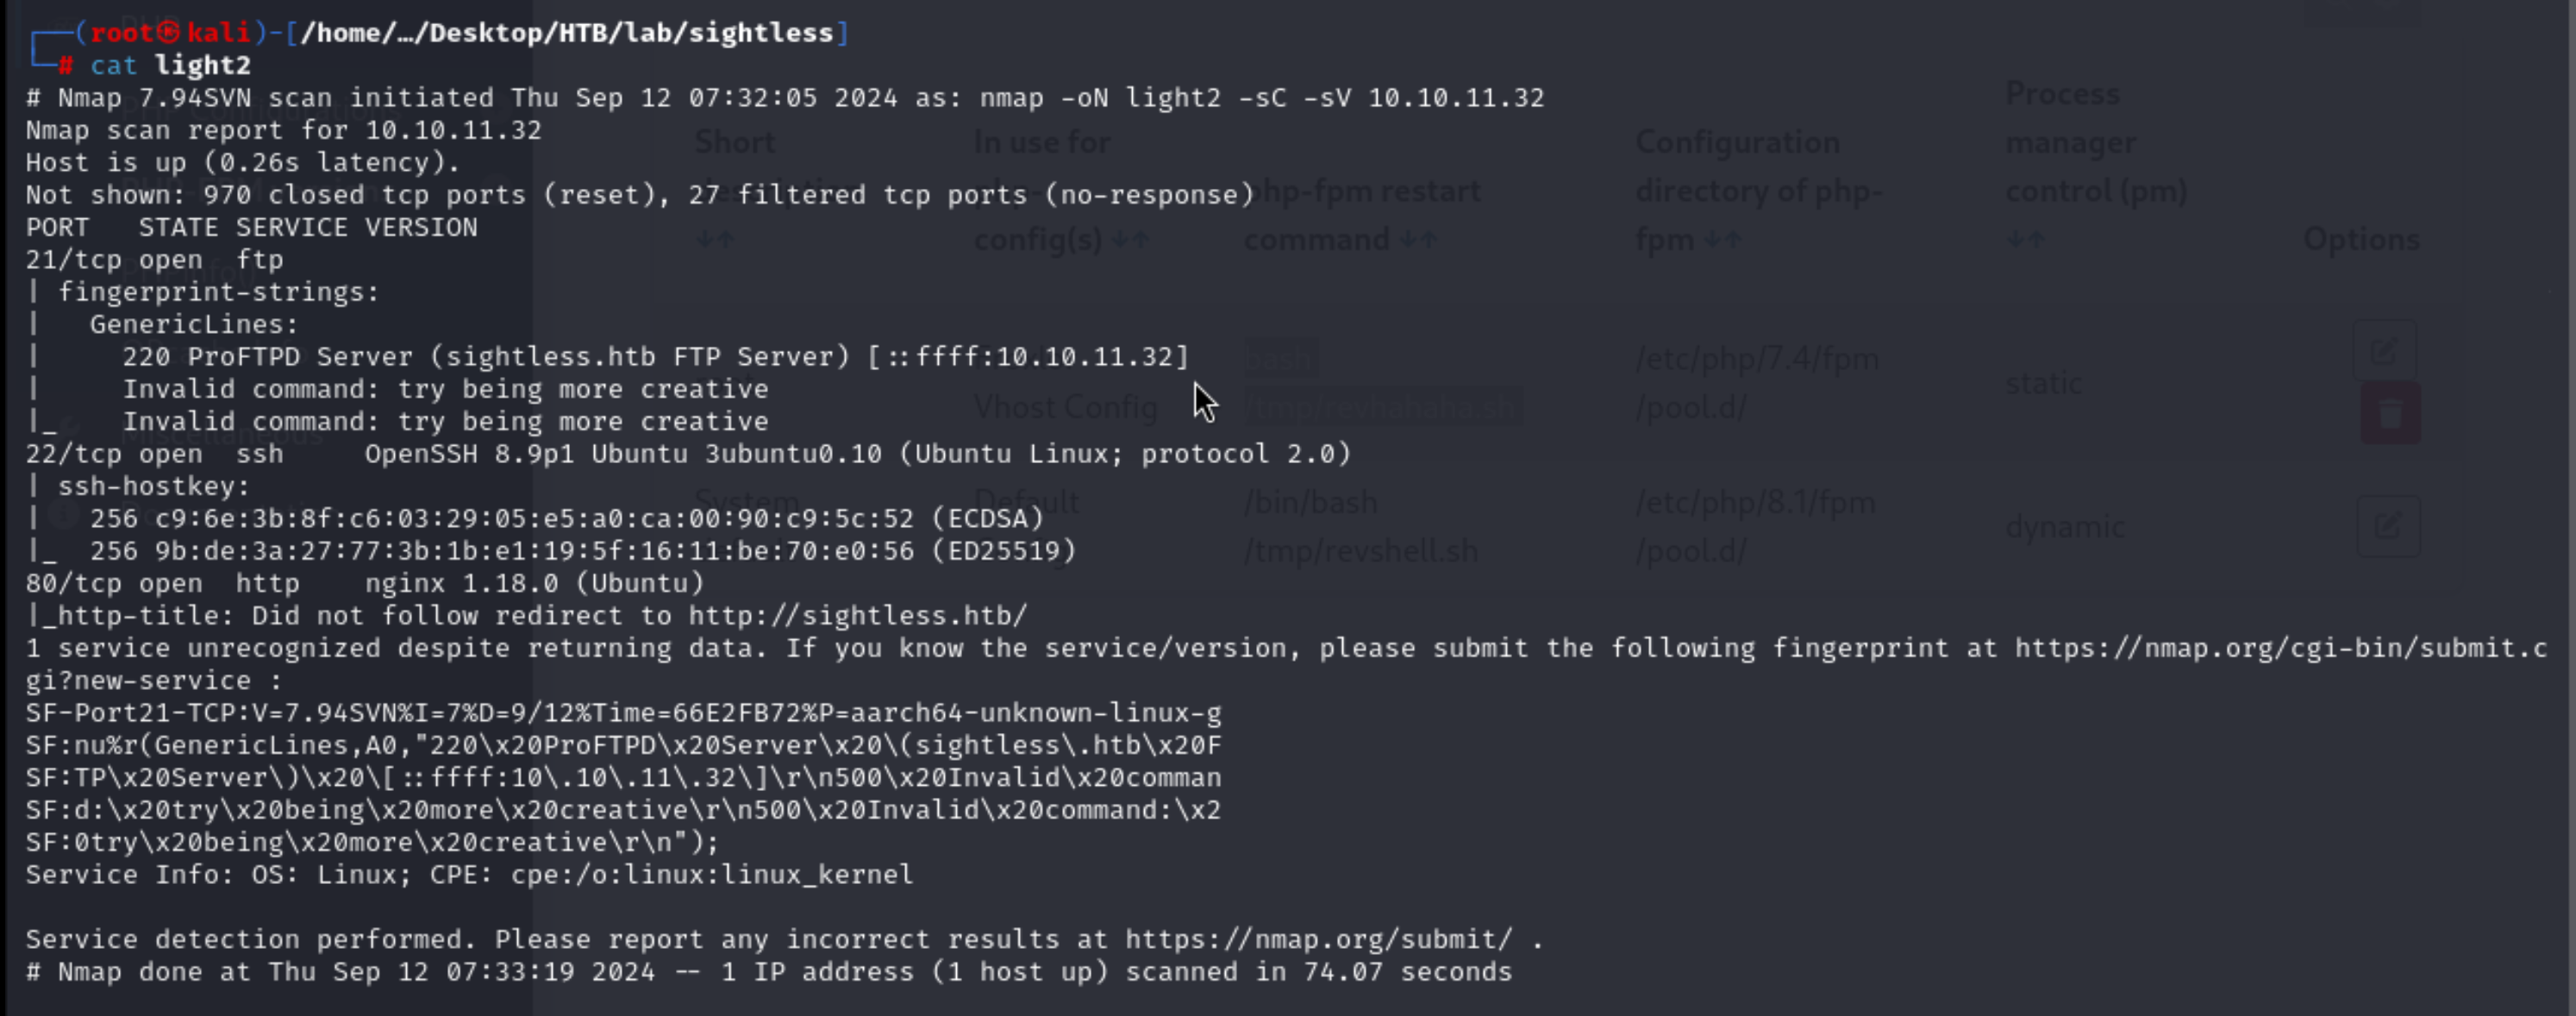 (root㉿kali)-[/home/…/Desktop/HTB/lab/sightless]
# cat light2
# Nmap 7.94SVN scan initiated Thu Sep 12 07:32:05 2024 as: nmap -oN light2 -sC -sV 10.10.11.32
Nmap scan report for 10.10.11.32
Host is up (0.26s latency).
Not shown: 970 closed tcp ports (reset), 27 filtered tcp ports (no-response)
PORT   STATE SERVICE VERSION
21/tcp open  ftp
| fingerprint-strings:
|   GenericLines:
|     220 ProFTPD Server (sightless.htb FTP Server) [::ffff:10.10.11.32]
|     Invalid command: try being more creative
|_    Invalid command: try being more creative
22/tcp open  ssh     OpenSSH 8.9p1 Ubuntu 3ubuntu0.10 (Ubuntu Linux; protocol 2.0)
| ssh-hostkey:
|   256 c9:6e:3b:8f:c6:03:29:05:e5:a0:ca:00:90:c9:5c:52 (ECDSA)
|_  256 9b:de:3a:27:77:3b:1b:e1:19:5f:16:11:be:70:e0:56 (ED25519)
80/tcp open  http    nginx 1.18.0 (Ubuntu)
|_http-title: Did not follow redirect to http://sightless.htb/
1 service unrecognized despite returning data. If you know the service/version, please submit the following fingerprint at https://nmap.org/cgi-bin/submit.c
gi?new-service :
SF-Port21-TCP:V=7.94SVN%I=7%D=9/12%Time=66E2FB72%P=aarch64-unknown-linux-g
SF:nu%r(GenericLines,A0,"220\x20ProFTPD\x20Server\x20\(sightless\.htb\x20F
SF:TP\x20Server\)\x20\[::ffff:10\.10\.11\.32\]\r\n500\x20Invalid\x20comman
SF:d:\x20try\x20being\x20more\x20creative\r\n500\x20Invalid\x20command:\x2
SF:0try\x20being\x20more\x20creative\r\n");
Service Info: OS: Linux; CPE: cpe:/o:linux:linux_kernel
Service detection performed. Please report any incorrect results at https://nmap.org/submit/ .
# Nmap done at Thu Sep 12 07:33:19 2024 -- 1 IP address (1 host up) scanned in 74.07 seconds
Short
In use for
config(s)
php-fpm restart
command
Configuration
directory of php-
fpm
Process
manager
control (pm)
Options
Vhost Config
bash
/tmp/revhahaha.sh
/etc/php/7.4/fpm
/pool.d/
static
System
Default
/bin/bash
/tmp/revshell.sh
/etc/php/8.1/fpm
/pool.d/
dynamic
Miscellaneous